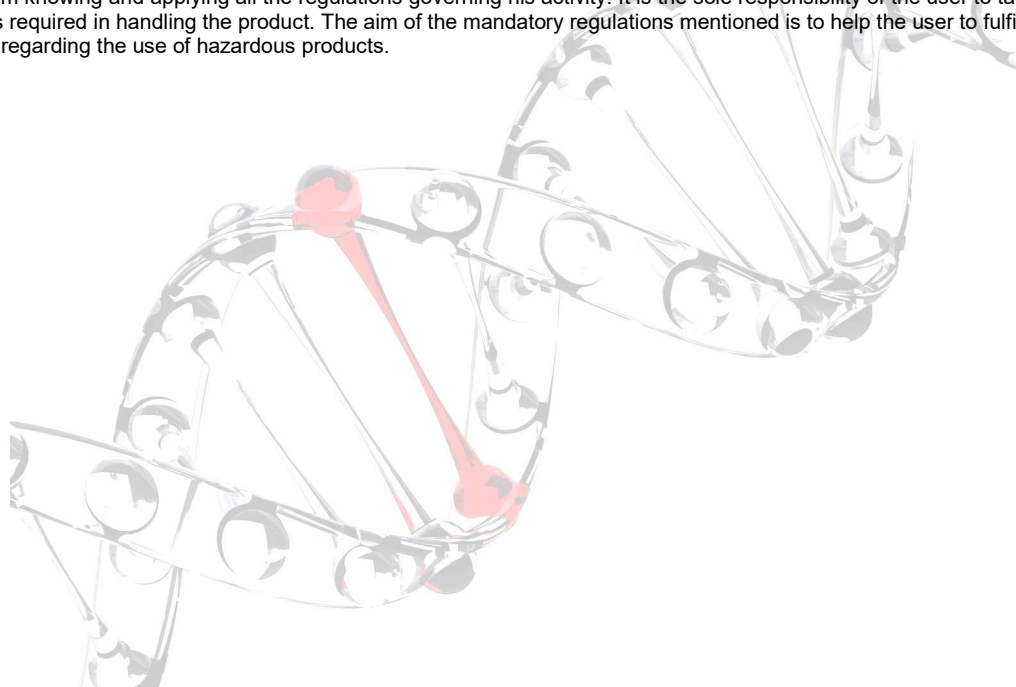 knowing and applying all the regulations governing his activity. It is the sole responsibility of the user to ta
required in handling the product. The aim of the mandatory regulations mentioned is to help the user to fulfi
regarding the use of hazardous products.